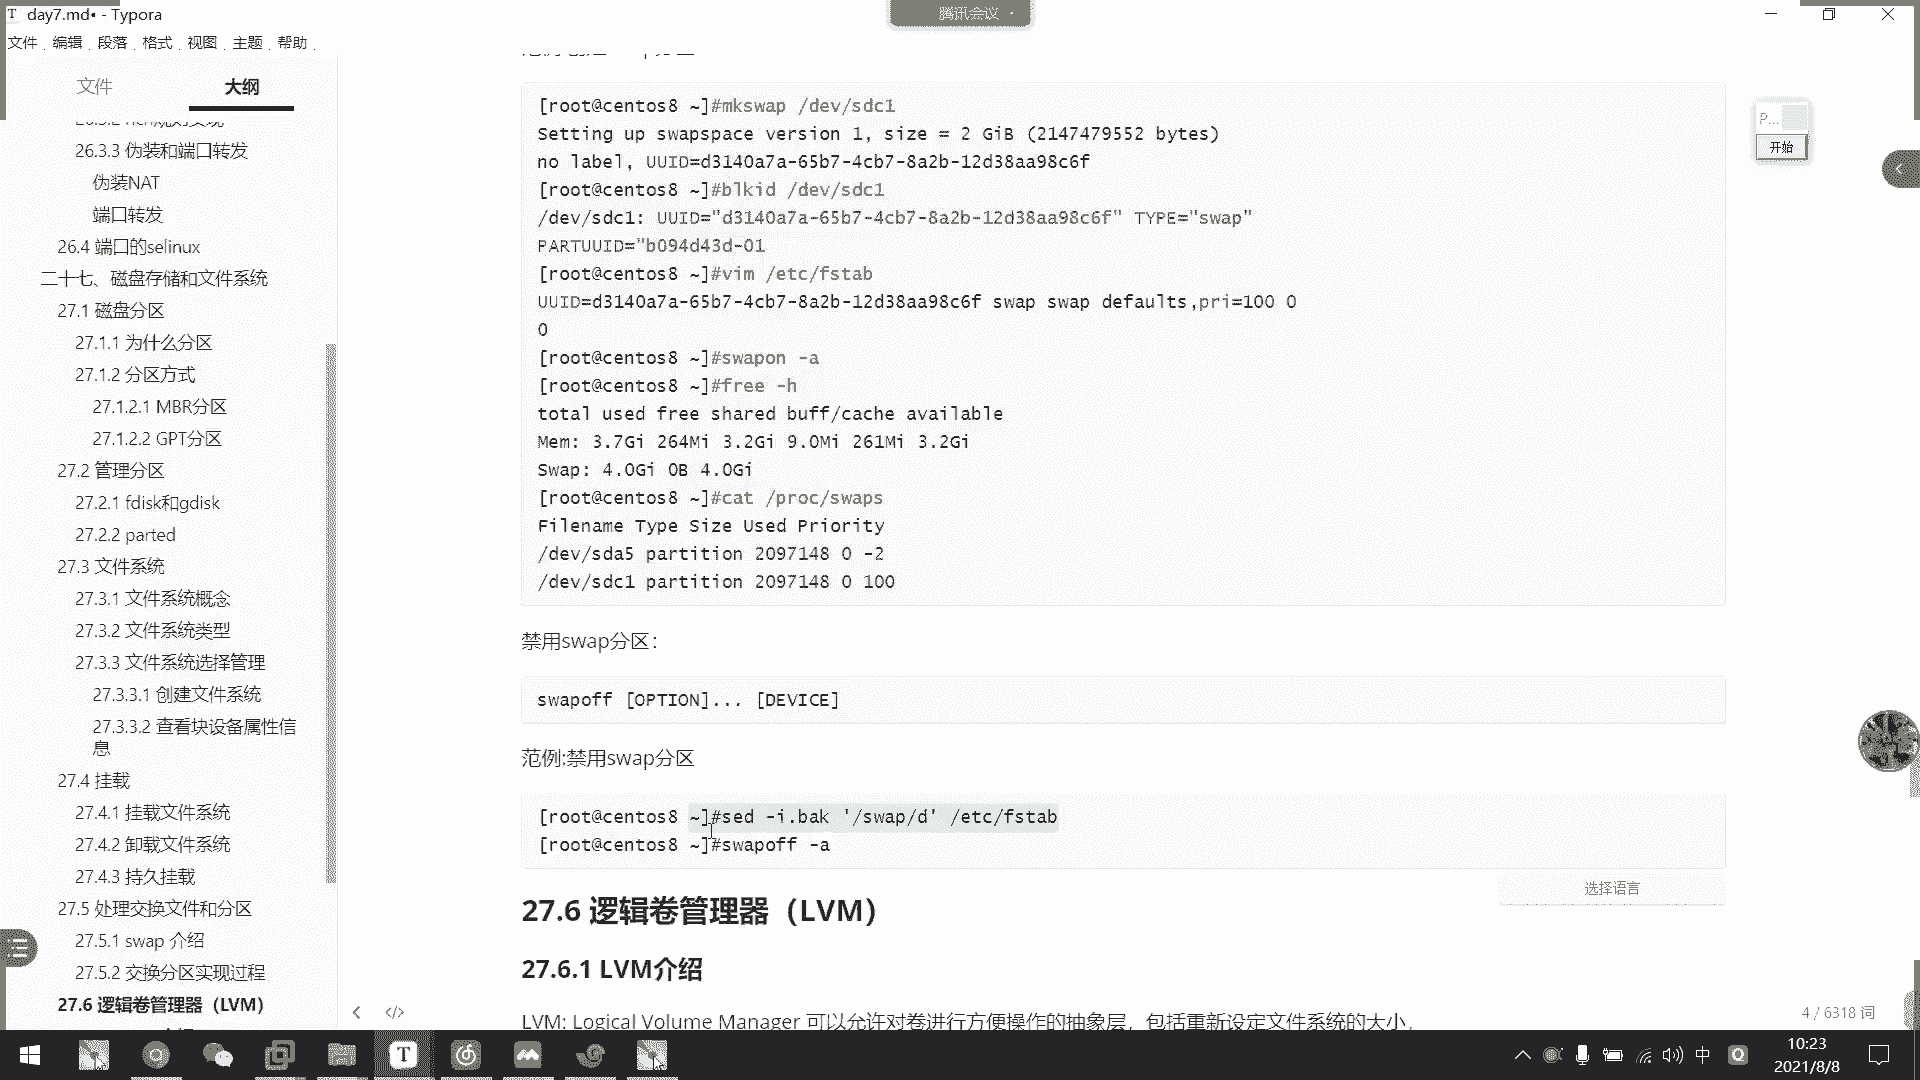 day7.md• - Typora
腾讯会议
文件 编辑 段落 格式 视图 主题 帮助
文件
大纲
26.3.3 伪装和端口转发
伪装NAT
端口转发
26.4 端口的selinux
二十七、磁盘存储和文件系统
27.1 磁盘分区
27.1.1 为什么分区
27.1.2 分区方式
27.1.2.1 MBR分区
27.1.2.2 GPT分区
27.2 管理分区
27.2.1 fdisk和gdisk
27.2.2 parted
27.3 文件系统
27.3.1 文件系统概念
27.3.2 文件系统类型
27.3.3 文件系统选择管理
27.3.3.1 创建文件系统
27.3.3.2 查看块设备属性信
息
27.4 挂载
27.4.1 挂载文件系统
27.4.2 卸载文件系统
27.4.3 持久挂载
27.5 处理交换文件和分区
27.5.1 swap 介绍
27.5.2 交换分区实现过程
27.6 逻辑卷管理器（LVM）
[root@centos8 ~]#mkswap /dev/sdc1
Setting up swapspace version 1, size = 2 GiB (2147479552 bytes)
no label, UUID=d3140a7a-65b7-4cb7-8a2b-12d38aa98c6f
[root@centos8 ~]#blkid /dev/sdc1
/dev/sdc1: UUID="d3140a7a-65b7-4cb7-8a2b-12d38aa98c6f" TYPE="swap"
PARTUUID="b094d43d-01
[root@centos8 ~]#vim /etc/fstab
UUID=d3140a7a-65b7-4cb7-8a2b-12d38aa98c6f swap swap defaults,pri=100 0
0
[root@centos8 ~]#swapon -a
[root@centos8 ~]#free -h
total used free shared buff/cache available
Mem: 3.7Gi 264Mi 3.2Gi 9.0Mi 261Mi 3.2Gi
Swap: 4.0Gi 0B 4.0Gi
[root@centos8 ~]#cat /proc/swaps
Filename Type Size Used Priority
/dev/sda5 partition 2097148 0 -2
/dev/sdc1 partition 2097148 0 100
禁用swap分区：
swapoff [OPTION]... [DEVICE]
范例:禁用swap分区
[root@centos8 ~]#sed -i.bak '/swap/d' /etc/fstab
[root@centos8 ~]#swapoff -a
选择语言
27.6 逻辑卷管理器（LVM）
27.6.1 LVM介绍
LVM: Logical Volume Manager 可以允许对卷进行方便操作的抽象层，包括重新设定文件系统的大小，
P...
开始
4 / 6318 词
中
10:23
2021/8/8